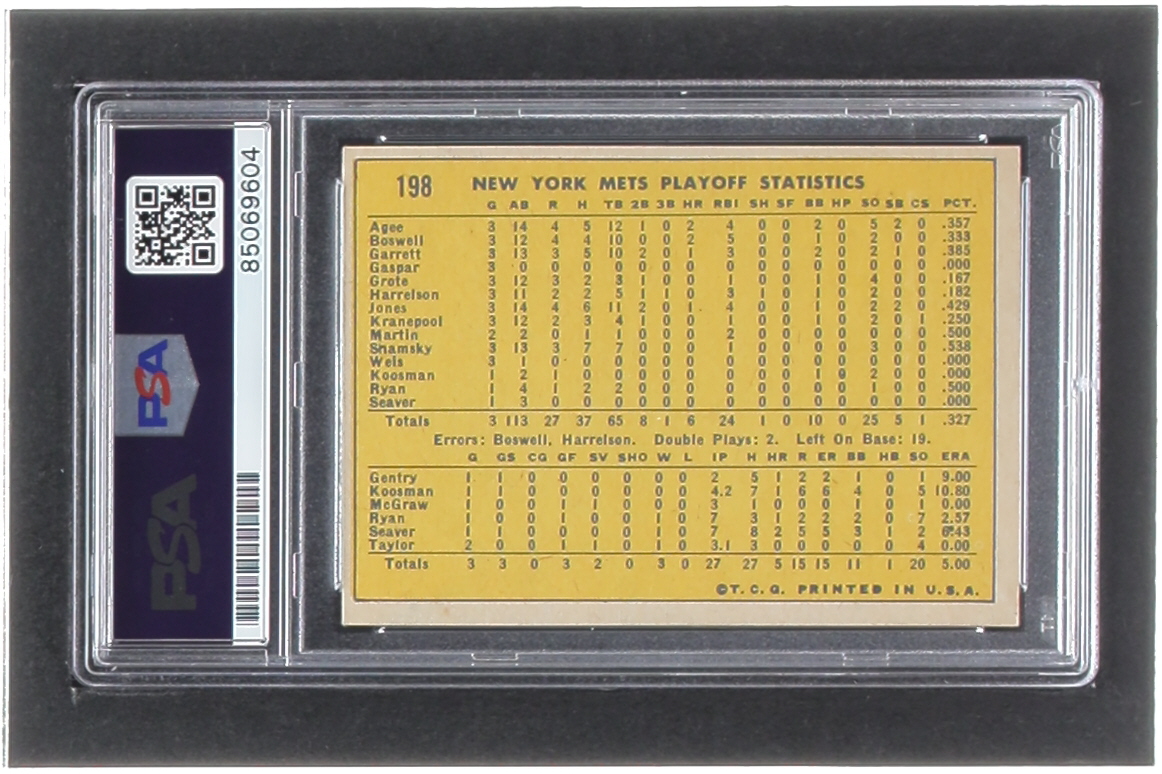 PSA
PSA
85069604
198 NEW YORK METS PLAYOFF STATISTICS
G AB R H TB 2B 3B HR RBI SH SF BB HP SO SB CS PCT.
Agee 3 14 4 5 12 1 0 2 4 0 0 2 0 5 2 0 .357
Boswell 3 12 4 4 10 0 0 2 5 0 0 1 0 2 0 0 .333
Garrett 3 13 3 5 10 2 0 1 3 0 0 2 0 2 1 0 .385
Gaspar 3 0 0 0 0 0 0 0 0 0 0 0 0 0 0 0 .000
Grote 3 12 3 2 3 1 0 0 1 0 0 1 0 4 0 0 .167
Harrelson 3 11 2 2 5 1 1 0 3 1 0 1 0 2 0 0 .182
Jones 3 14 4 6 11 2 0 1 4 0 0 1 0 2 2 0 .429
Kranepool 3 12 2 3 4 1 0 0 1 0 0 1 0 2 0 1 .250
Martin 2 2 0 1 1 0 0 0 2 0 0 0 0 0 0 0 .500
Shamsky 3 13 3 7 7 0 0 0 1 0 0 0 0 3 0 0 .538
Weis 3 1 0 0 0 0 0 0 0 0 0 0 0 0 0 0 .000
Koosman 1 2 1 0 0 0 0 0 0 0 0 1 0 2 0 0 .000
Ryan 1 4 1 2 2 0 0 0 0 0 0 0 0 1 0 0 .500
Seaver 1 3 0 0 0 0 0 0 0 0 0 0 0 0 0 0 .000
Totals 3 113 27 37 65 8 1 6 24 1 0 10 0 25 5 1 .327
Errors: Boswell, Harrelson. Double Plays: 2. Left On Base: 19.
G GS CG GF SV SHO W L IP H HR R ER BB HB SO ERA
Gentry 1 1 0 0 0 0 0 0 2 5 1 2 2 1 0 1 9.00
Koosman 1 1 0 0 0 0 0 0 4.2 7 1 6 6 4 0 5 10.80
McGraw 1 0 0 1 1 0 0 0 3 1 0 0 0 1 0 1 0.00
Ryan 1 0 0 1 0 0 1 0 7 3 1 2 2 2 0 7 2.57
Seaver 1 1 0 0 0 0 1 0 7 8 2 5 5 3 1 2 6.43
Taylor 2 0 0 1 1 0 1 0 3.1 3 0 0 0 0 0 4 0.00
Totals 3 3 0 3 2 0 3 0 27 27 5 15 15 11 1 20 5.00
©T.C.G. PRINTED IN U.S.A.